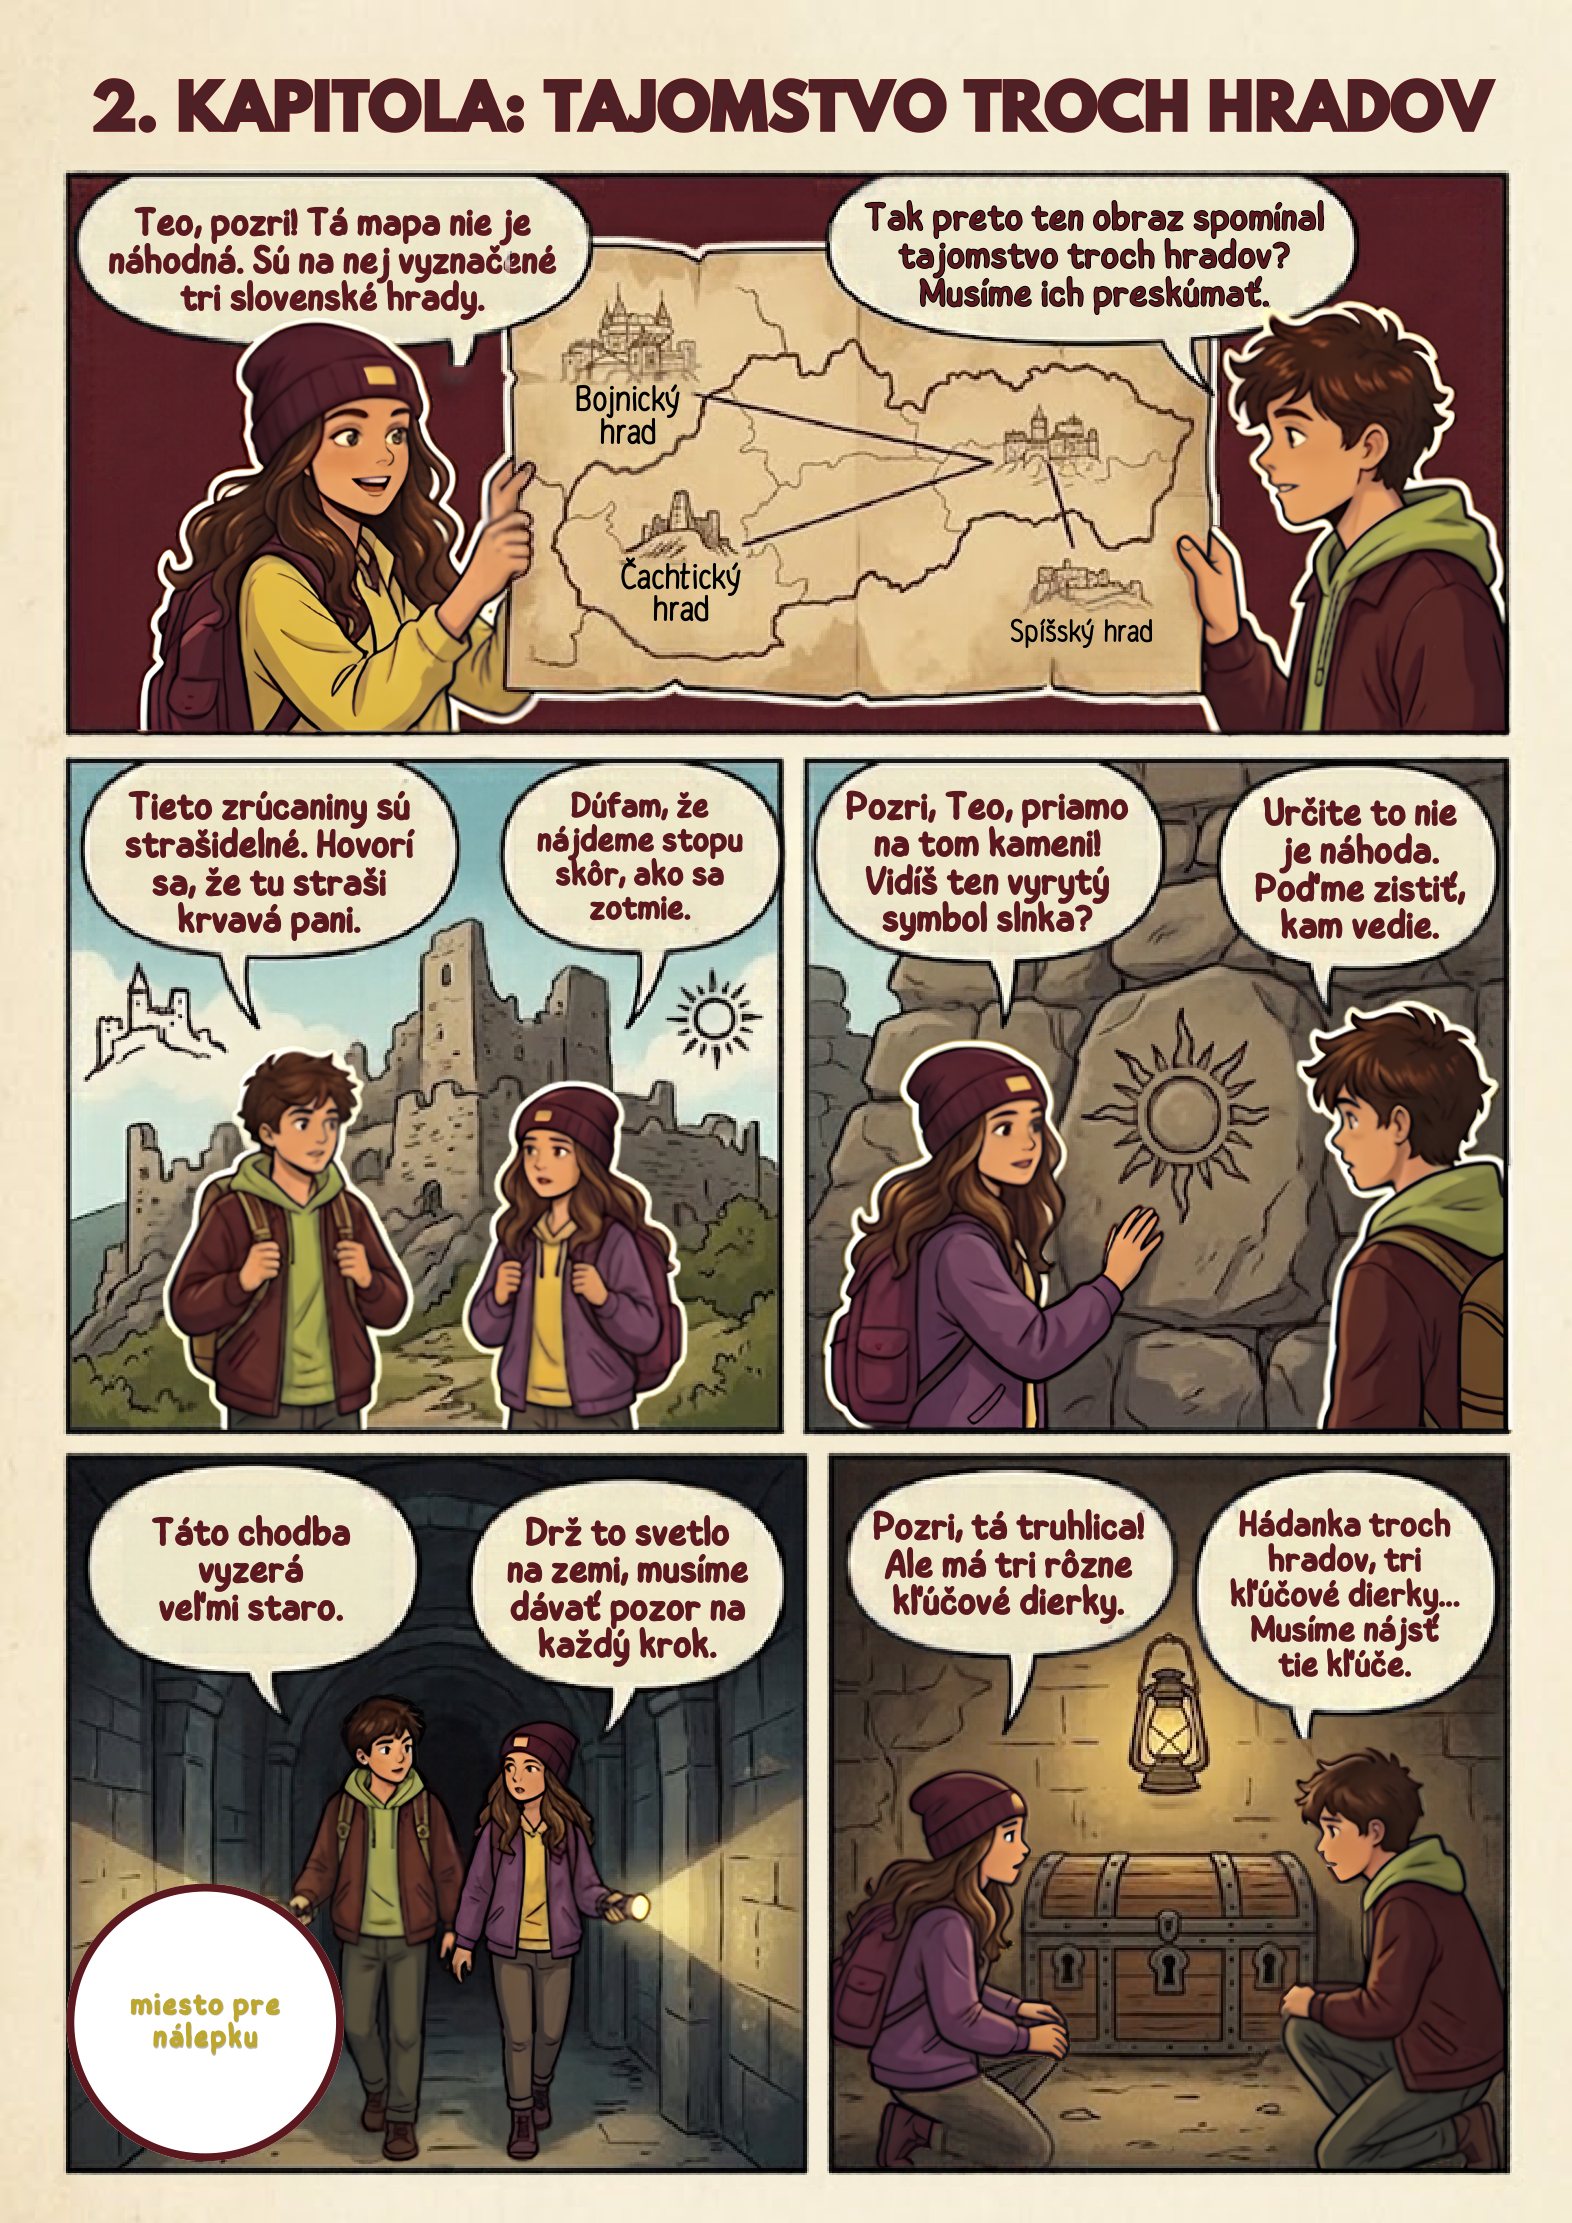 2. KAPITOLA: TAJOMSTVO TROCH HRADOV
Teo, pozri! Tá mapa nie je
náhodná. Sú na nej vyznačené
tri slovenské hrady.
Tak preto ten obraz spomínal
tajomstvo troch hradov?
Musíme ich preskúmať.
Bojnický
hrad
Čachtický
hrad
Spíšský hrad
Tieto zrúcaniny sú
strašidelné. Hovorí
sa, že tu straši
krvavá pani.
Dúfam, že
nájdeme stopu
skôr, ako sa
zotmie.
Pozri, Teo, priamo
na tom kameni!
Vidíš ten vyrytý
symbol slnka?
Určite to nie
je náhoda.
Poďme zistiť,
kam vedie.
Táto chodba
vyzerá
veľmi staro.
Drž to svetlo
na zemi, musíme
dávať pozor na
každý krok.
Pozri, tá truhlica!
Ale má tri rôzne
kľúčové dierky.
Hádanka troch
hradov, tri
kľúčové dierky...
Musíme nájsť
tie kľúče.
miesto pre
nálepku